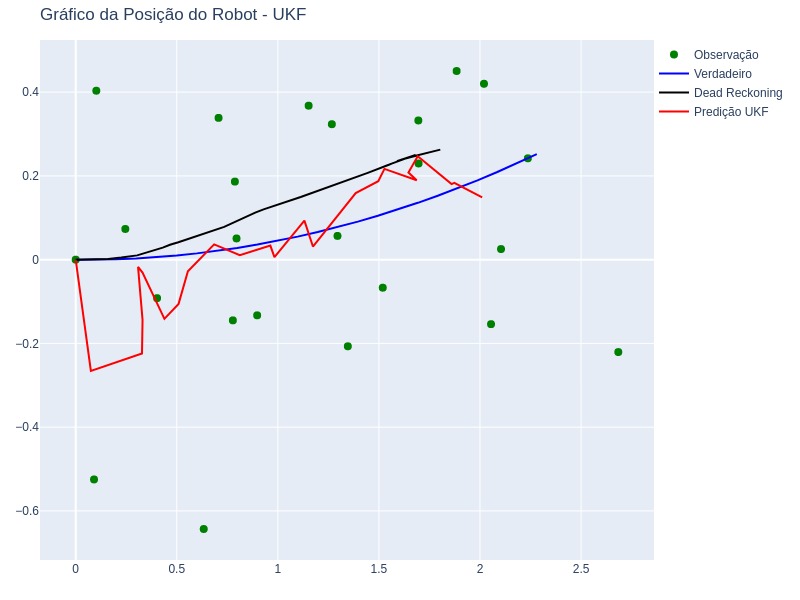 Gráfico da Posição do Robot - UKF
Observação
Verdadeiro
Dead Reckoning
Predição UKF
0.4
0.2
0
−0.2
−0.4
−0.6
0 0.5 1 1.5 2 2.5